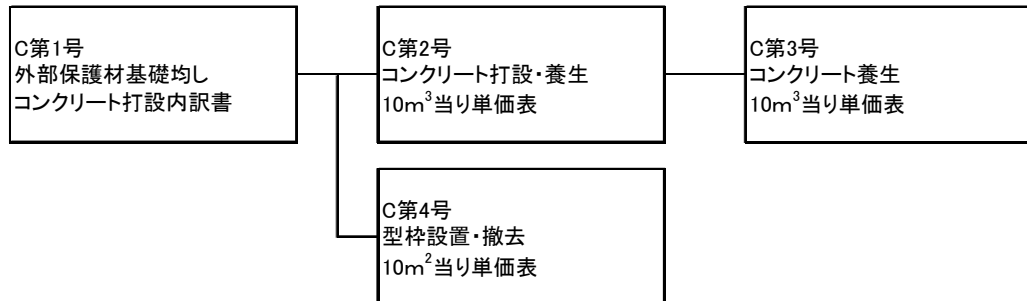 C第1号
外部保護材基礎均し
コンクリート打設内訳書
C第2号
コンクリート打設・養生
10m³当り単価表
C第3号
コンクリート養生
10m³当り単価表
C第4号
型枠設置・撤去
10m²当り単価表